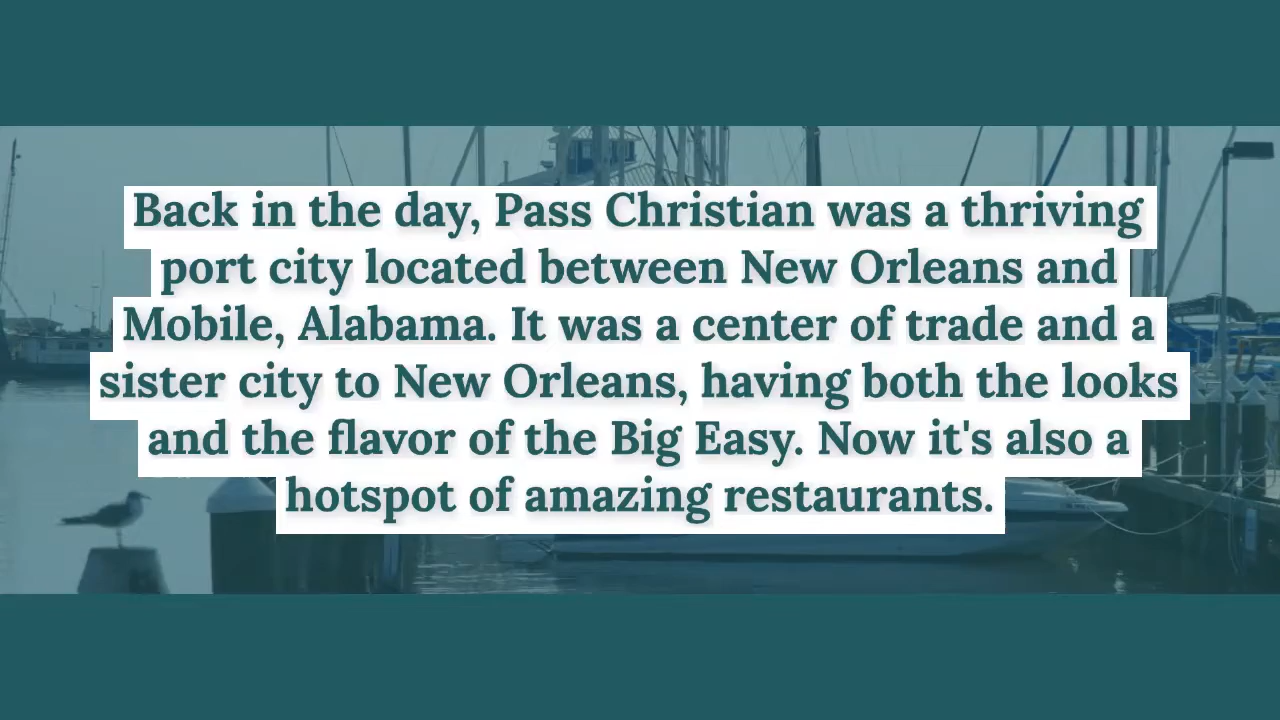 Back in the day, Pass Christian was a thriving
port city located between New Orleans and
Mobile, Alabama. It was a center of trade and a
sister city to New Orleans, having both the looks
and the flavor of the Big Easy. Now it's also a
hotspot of amazing restaurants.